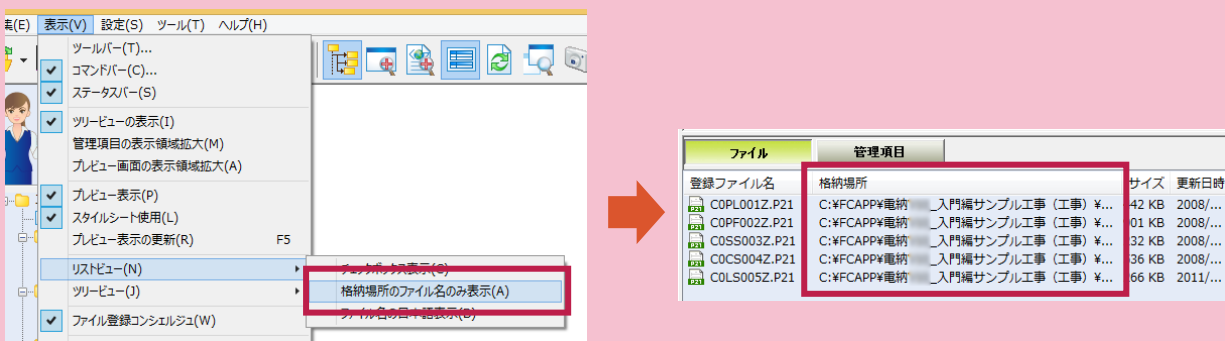 集(E) 表示(V) 設定(S) ツール(T) ヘルプ(H)
ツールバー(T)...
コマンドバー(C)...
ステータスバー(S)
ツリービューの表示(I)
管理項目の表示領域拡大(M)
プレビュー画面の表示領域拡大(A)
プレビュー表示(P)
スタイルシート使用(L)
プレビュー表示の更新(R) F5
リストビュー(N)
ツリービュー(J)
ファイル登録コンシェルジュ(W)
チェックボックス表示(C)
格納場所のファイル名のみ表示(A)
ファイル名の日本語表示(B)
ファイル 管理項目
登録ファイル名 格納場所 サイズ 更新日時
C0PL001Z.P21 C:¥FCAPP¥電納 _入門編サンプル工事（工事）¥... 42 KB 2008/...
C0PF002Z.P21 C:¥FCAPP¥電納 _入門編サンプル工事（工事）¥... 01 KB 2008/...
C0SS003Z.P21 C:¥FCAPP¥電納 _入門編サンプル工事（工事）¥... 32 KB 2008/...
C0CS004Z.P21 C:¥FCAPP¥電納 _入門編サンプル工事（工事）¥... 36 KB 2008/...
C0LS005Z.P21 C:¥FCAPP¥電納 _入門編サンプル工事（工事）¥... 66 KB 2011/...